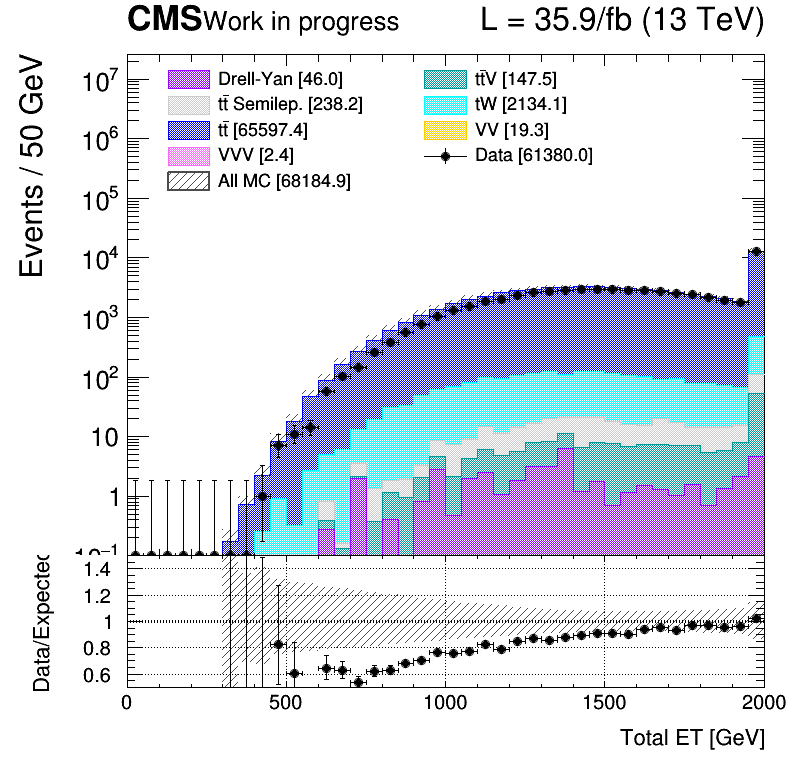 CMS Work in progress L = 35.9/fb (13 TeV)
Events / 50 GeV
10⁷
10⁶
10⁵
10⁴
10³
10²
10
1
10⁻¹
Drell-Yan [46.0]
tt̄ Semilep. [238.2]
tt̄ [65597.4]
VVV [2.4]
All MC [68184.9]
tt̄V [147.5]
tW [2134.1]
VV [19.3]
Data [61380.0]
Data/Expected
1.4
1.2
1
0.8
0.6
0 500 1000 1500 2000
Total ET [GeV]